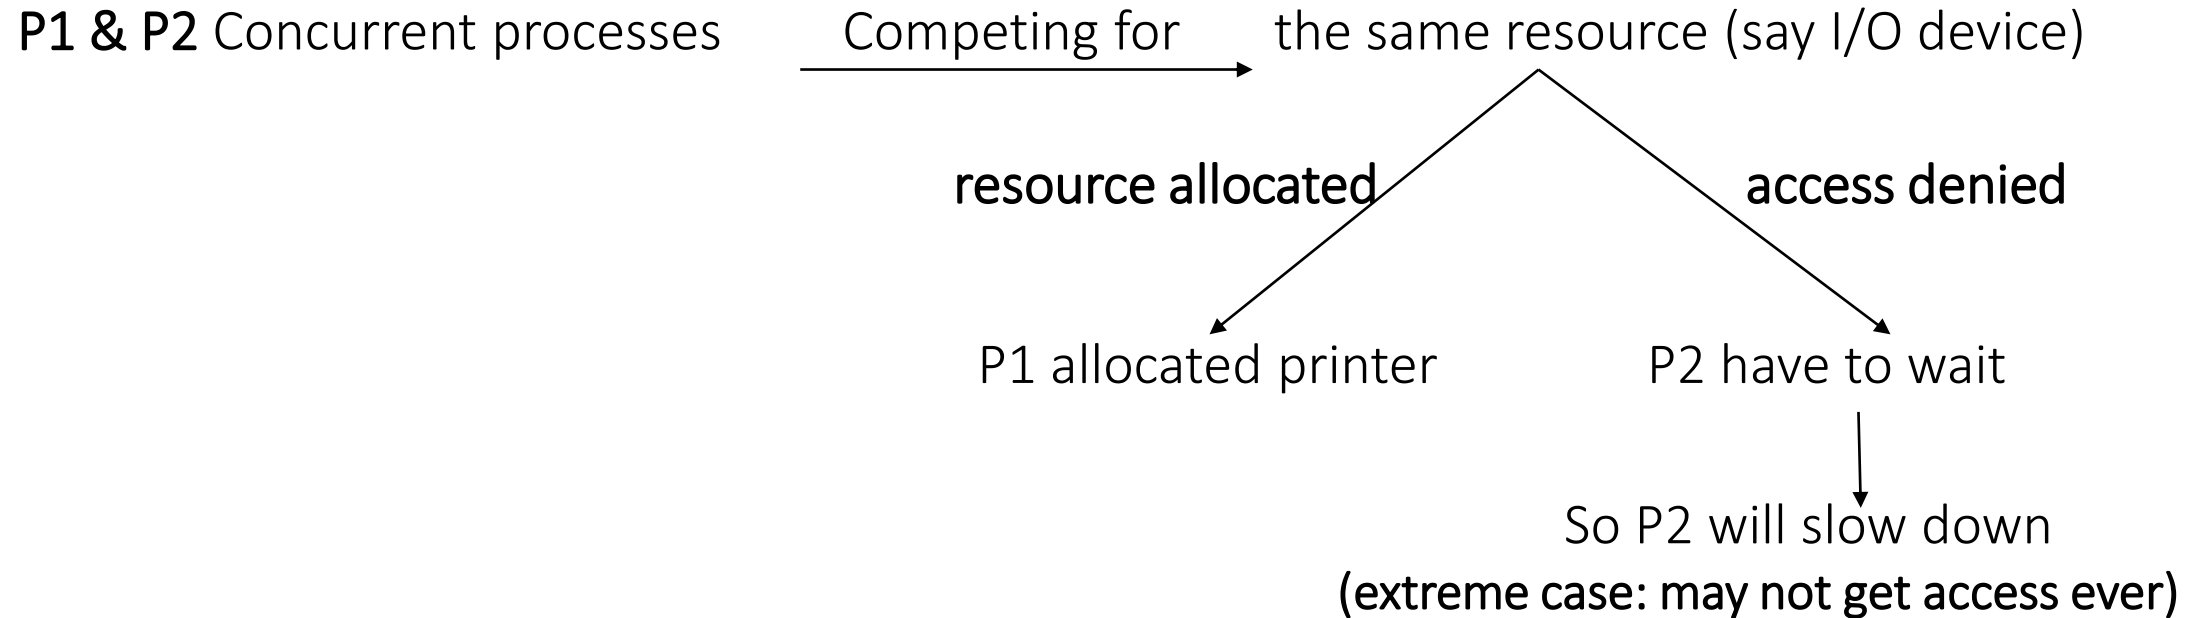 P1 & P2 Concurrent processes Competing for the same resource (say I/O device)
resource allocated access denied
P1 allocated printer P2 have to wait
So P2 will slow down
(extreme case: may not get access ever)